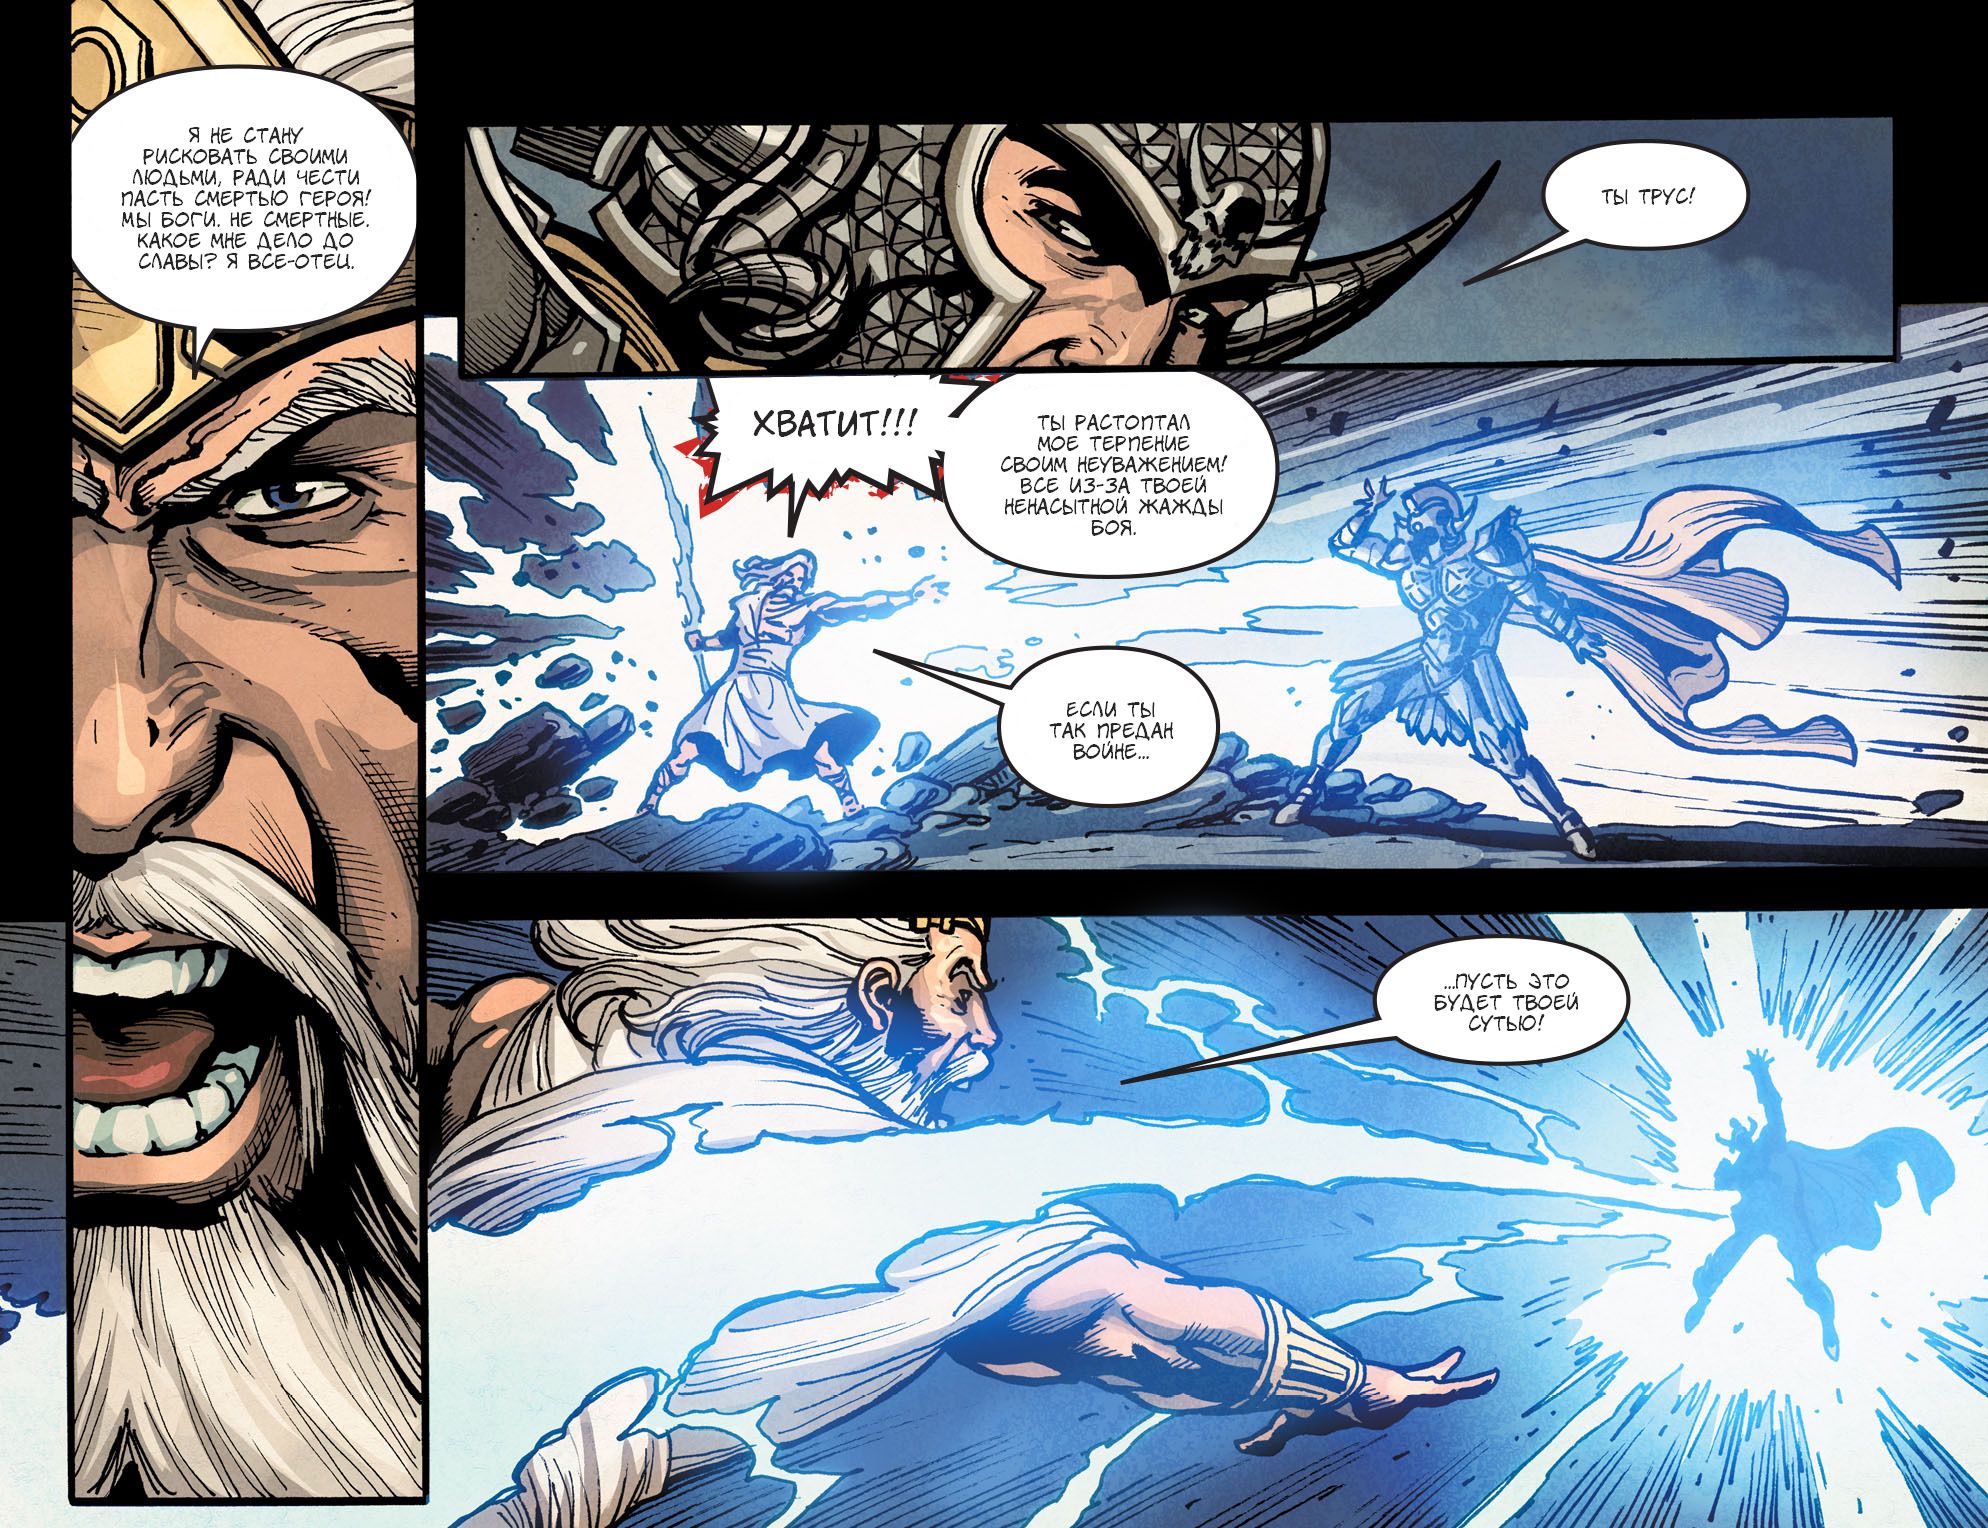 Я НЕ СТАНУ
РИСКОВАТЬ СВОИМИ
ЛЮДЬМИ, РАДИ ЧЕСТИ
ПАСТЬ СМЕРТЬЮ ГЕРОЯ!
МЫ БОГИ. НЕ СМЕРТНЫЕ.
КАКОЕ МНЕ ДЕЛО ДО
СЛАВЫ? Я ВСЕ-ОТЕЦ.
ТЫ ТРУС!
ХВАТИТ!!!
ТЫ РАСТОПТАЛ
МОЕ ТЕРПЕНИЕ
СВОИМ НЕУВАЖЕНИЕМ!
ВСЕ ИЗ-ЗА ТВОЕЙ
НЕНАСЫТНОЙ ЖАЖДЫ
БОЯ.
ЕСЛИ ТЫ
ТАК ПРЕДАН
ВОЙНЕ...
...ПУСТЬ ЭТО
БУДЕТ ТВОЕЙ
СУТЬЮ!